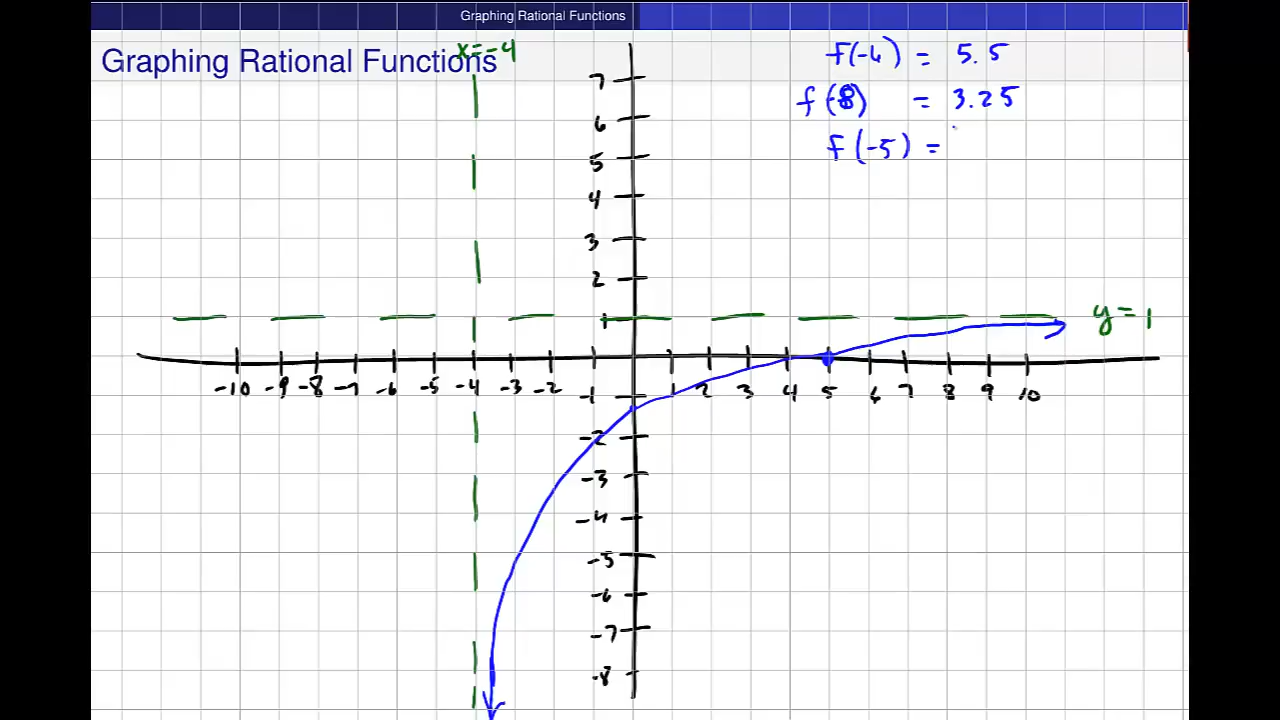 Graphing Rational Functions
Graphing Rational Functions
x=-4
f(-4) = 5.5
f(-8) = 3.25
f(-5) =
7
6
5
4
3
2
1
y=1
-10 -9 -8 -7 -6 -5 -4 -3 -2 1 2 3 4 5 6 7 8 9 10
-1
-2
-3
-4
-5
-6
-7
-8